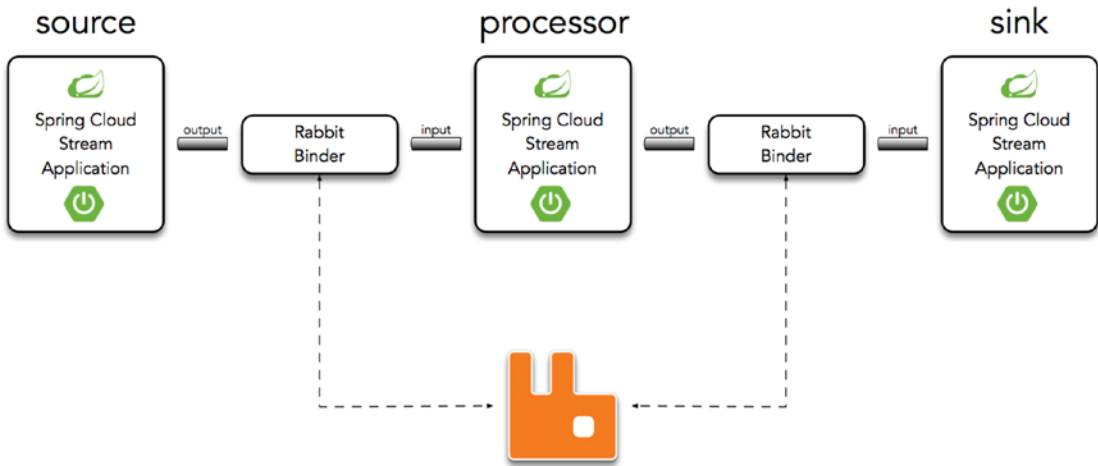 source
processor
sink
Spring Cloud
Stream
Application
output
Rabbit
Binder
input
Spring Cloud
Stream
Application
output
Rabbit
Binder
input
Spring Cloud
Stream
Application